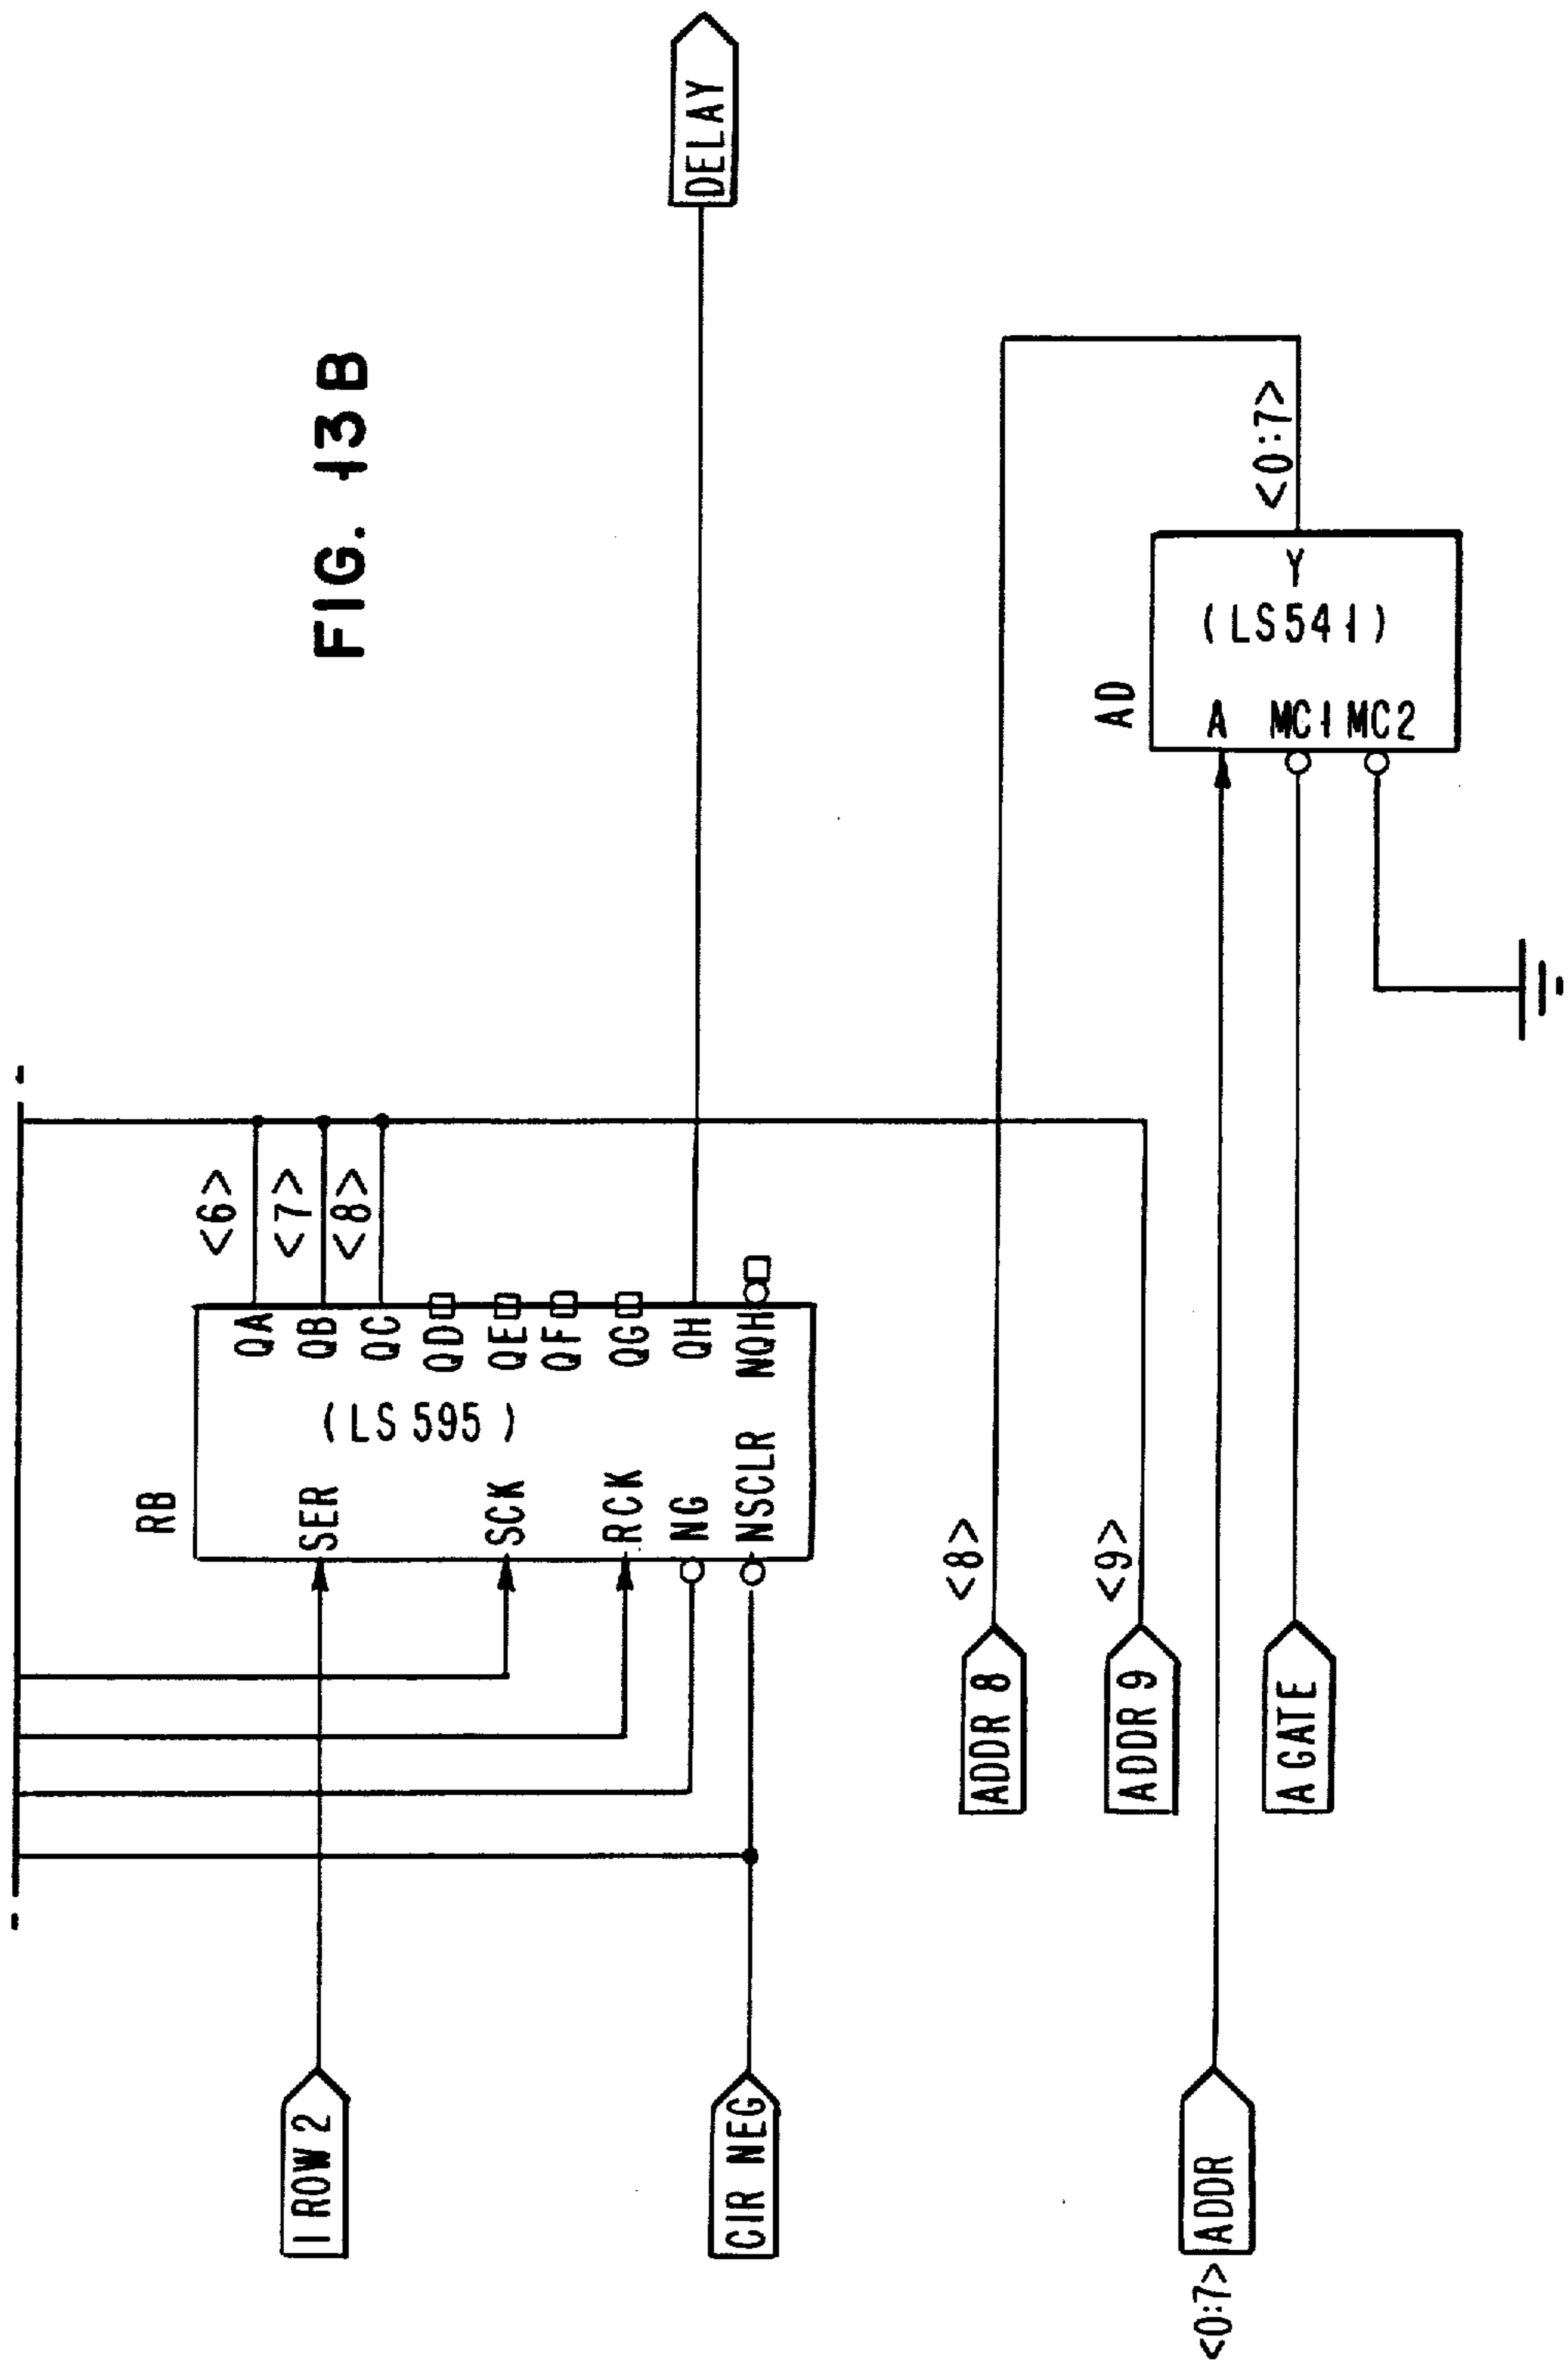 RB
(LS 595)
SER
SCK
RCK
NG
NSCLR
QA
QB
QC
QD
QE
QF
QG
QH
NQH
<6>
<7>
<8>
I ROW 2
CIR NEG
DELAY
FIG. 13B
ADDR 8
<8>
ADDR 9
<9>
A GATE
<0:7> ADDR
AD
A
MC1
MC2
(LS541)
Y
<0:7>